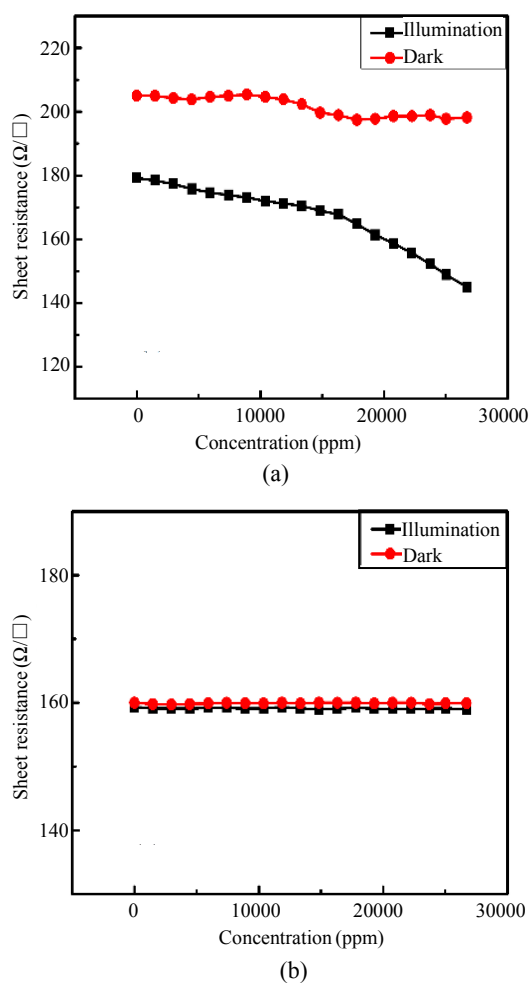 Illumination
Dark
220
200
180
160
140
120
Sheet resistance (Ω/□)
0 10000 20000 30000
Concentration (ppm)
(a)
Illumination
Dark
180
160
140
Sheet resistance (Ω/□)
0 10000 20000 30000
Concentration (ppm)
(b)